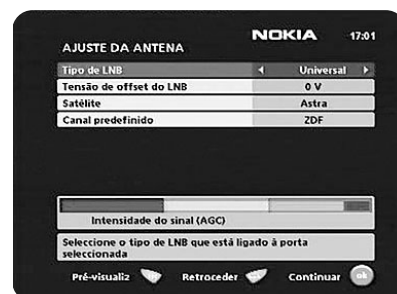 NOKIA 17:01
AJUSTE DA ANTENA
Tipo de LNB Universal
Tensão de offset do LNB 0 V
Satélite Astra
Canal predefinido ZDF
Intensidade do sinal (AGC)
Seleccione o tipo de LNB que está ligado à porta
seleccionada
Pré-visualiz Retroceder Continuar ok